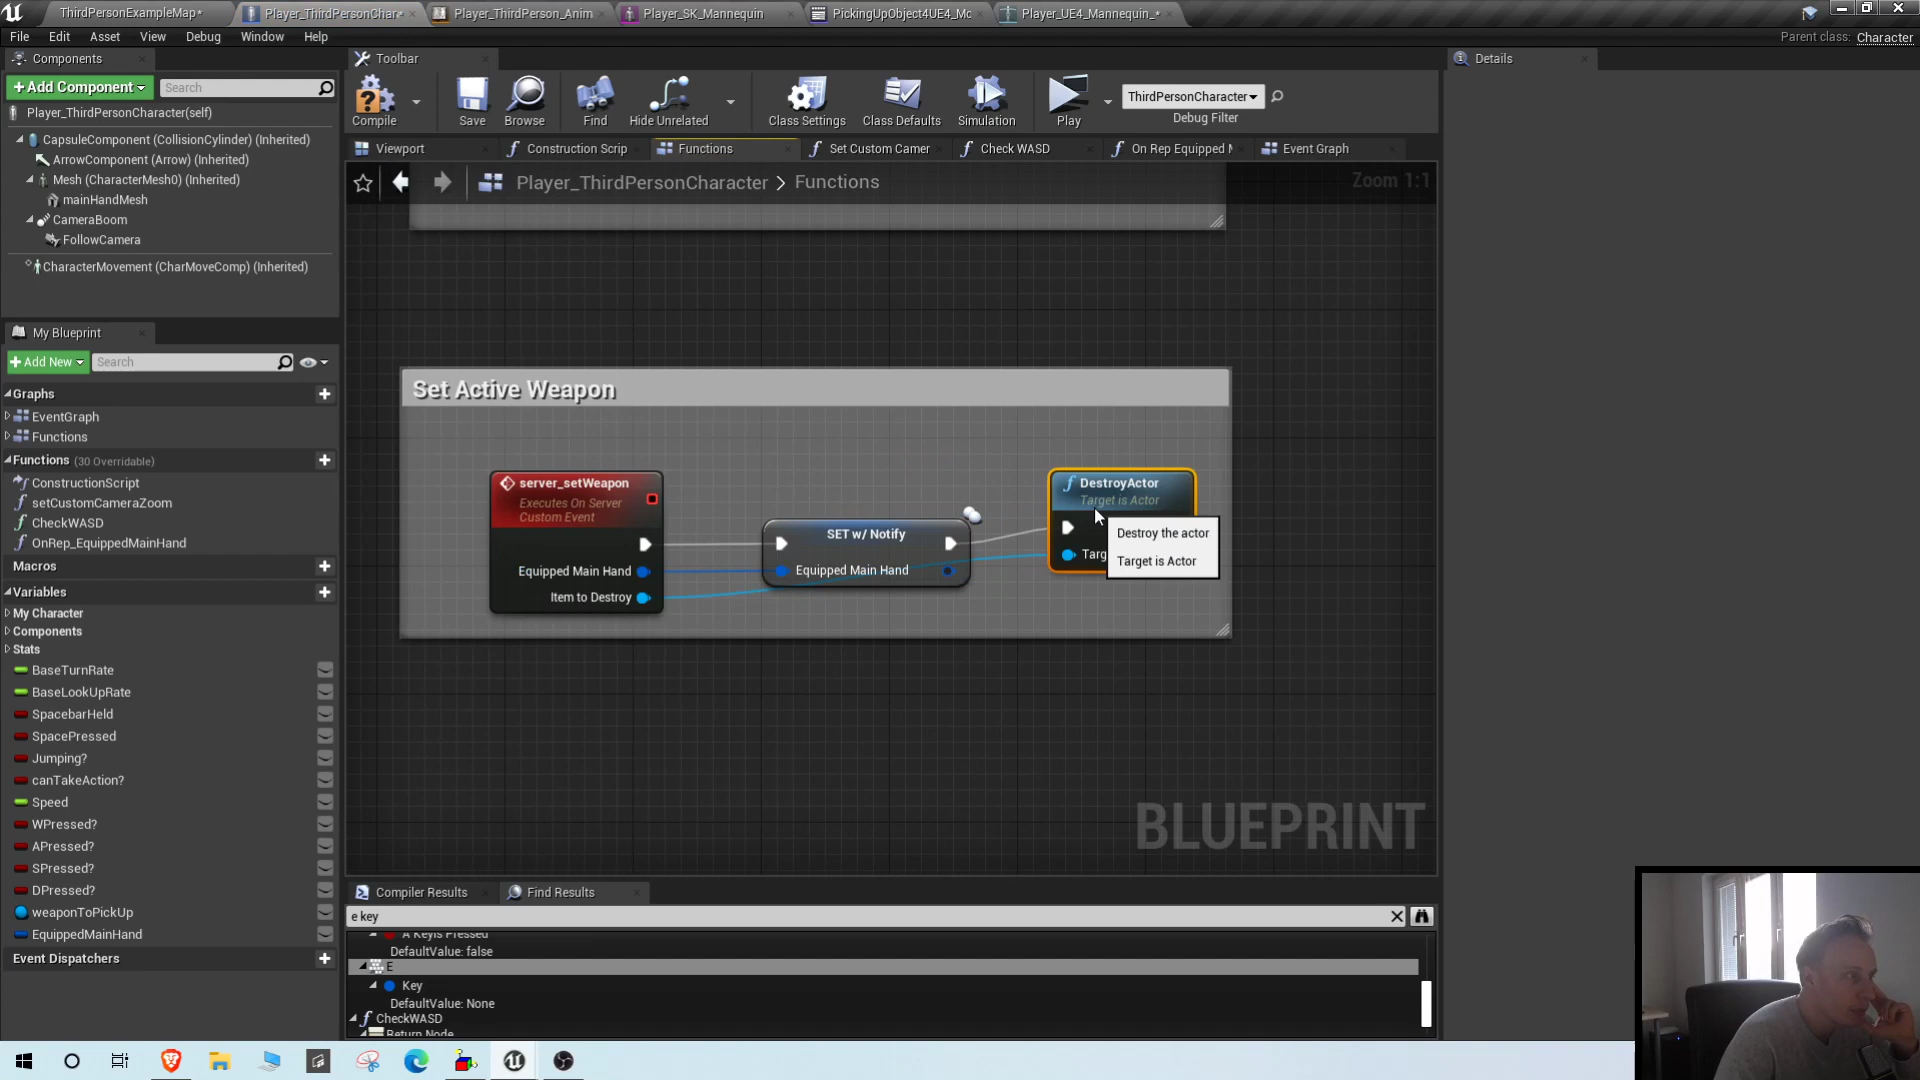 ThirdPersonExampleMap*
Player_ThirdPersonChar*
Player_ThirdPerson_Anim
Player_SK_Mannequin
PickingUpObject4UE4_Mc
Player_UE4_Mannequin_*
File Edit Asset View Debug Window Help
Parent class: Character
Components
Toolbar
Details
+ Add Component
Search
Player_ThirdPersonCharacter(self)
CapsuleComponent (CollisionCylinder) (Inherited)
ArrowComponent (Arrow) (Inherited)
Mesh (CharacterMesh0) (Inherited)
mainHandMesh
CameraBoom
FollowCamera
CharacterMovement (CharMoveComp) (Inherited)
Compile
Save
Browse
Find
Hide Unrelated
Class Settings
Class Defaults
Simulation
Play
ThirdPersonCharacter
Debug Filter
Viewport
Construction Scrip
Functions
Set Custom Camer
Check WASD
On Rep Equipped M
Event Graph
Player_ThirdPersonCharacter > Functions
Zoom 1:1
My Blueprint
+ Add New
Search
Graphs
EventGraph
Functions
Functions (30 Overridable)
ConstructionScript
setCustomCameraZoom
CheckWASD
OnRep_EquippedMainHand
Macros
Variables
My Character
Components
Stats
BaseTurnRate
BaseLookUpRate
SpacebarHeld
SpacePressed
Jumping?
canTakeAction?
Speed
WPressed?
APressed?
SPressed?
DPressed?
weaponToPickUp
EquippedMainHand
Event Dispatchers
Set Active Weapon
server_setWeapon
Executes On Server
Custom Event
Equipped Main Hand
Item to Destroy
SET w/ Notify
Equipped Main Hand
DestroyActor
Target is Actor
Targ
Destroy the actor
Target is Actor
BLUEPRINT
Compiler Results
Find Results
e key
A KeyIs Pressed
DefaultValue: false
E
Key
DefaultValue: None
CheckWASD
Return Node